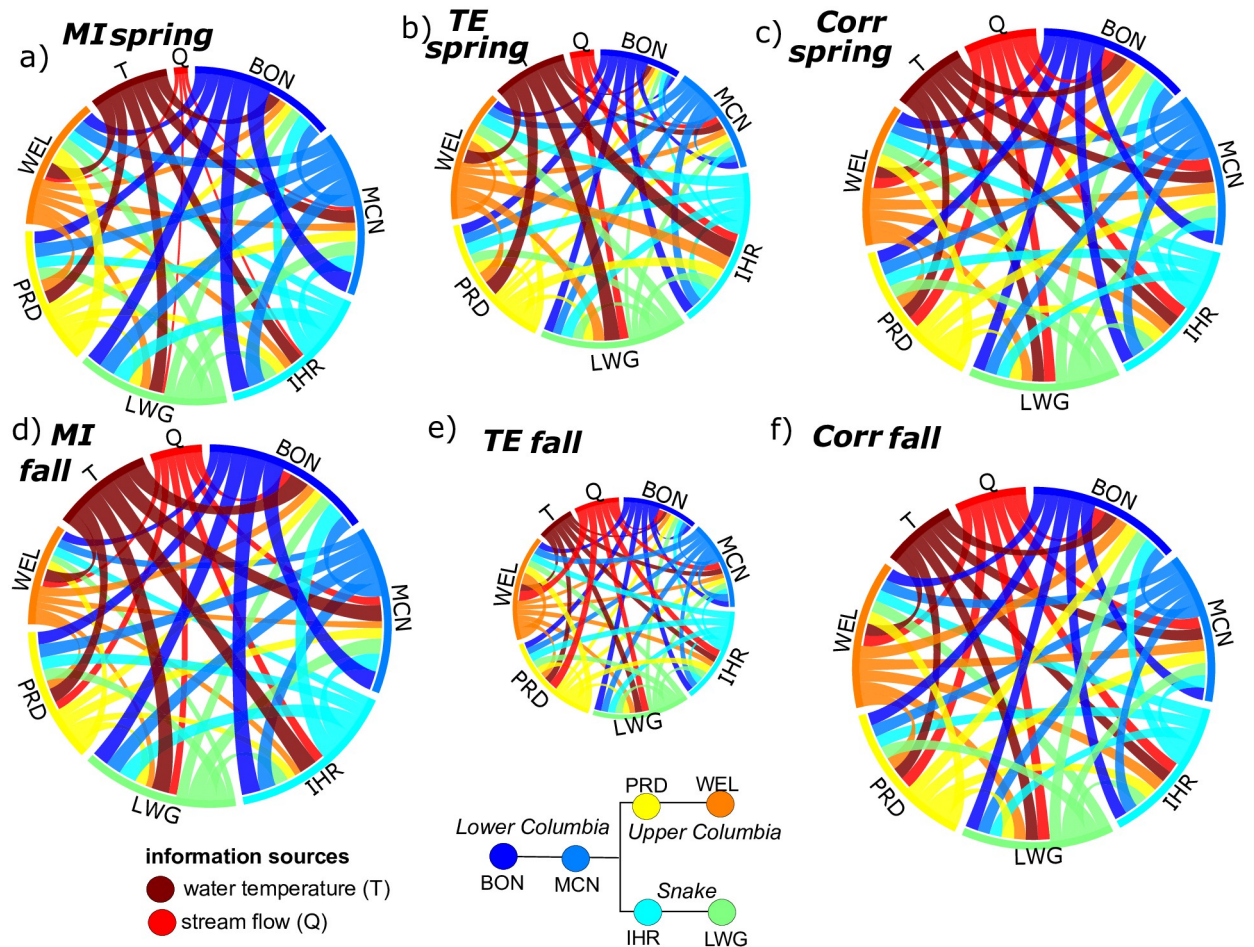 a)
MI spring
T
Q
BON
MCN
IHR
LWG
PRD
WEL
b)
TE
spring
T
Q
BON
MCN
IHR
LWG
PRD
WEL
c)
Corr
spring
T
Q
BON
MCN
IHR
LWG
PRD
WEL
d)
MI
fall
T
Q
BON
MCN
IHR
LWG
PRD
WEL
e)
TE fall
T
Q
BON
MCN
IHR
LWG
PRD
WEL
f)
Corr fall
T
Q
BON
MCN
IHR
LWG
PRD
WEL
information sources
water temperature (T)
stream flow (Q)
PRD WEL
Lower Columbia Upper Columbia
BON MCN
Snake
IHR LWG